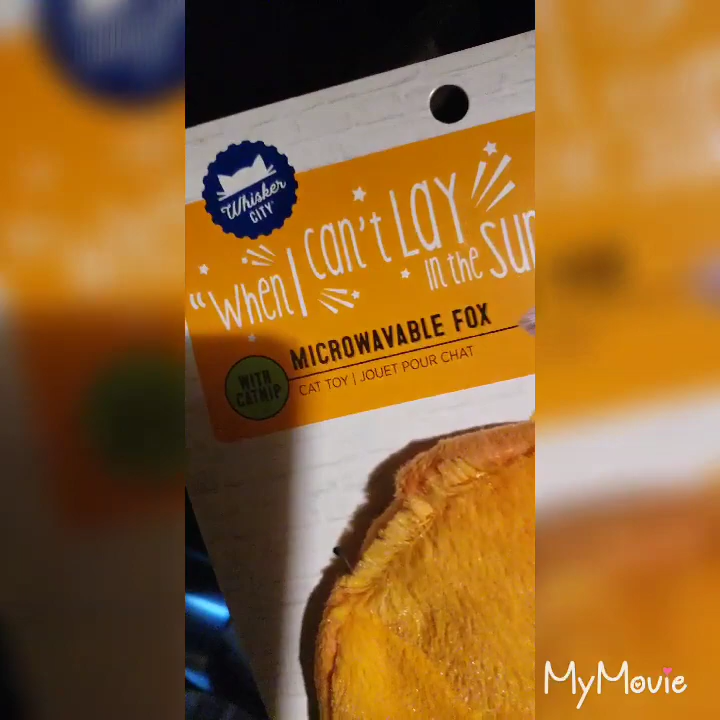 Whisker
CITY
"When I can't LAY
in the sun
MICROWAVABLE FOX
CAT TOY | JOUET POUR CHAT
WITH
CATNIP
MyMovie